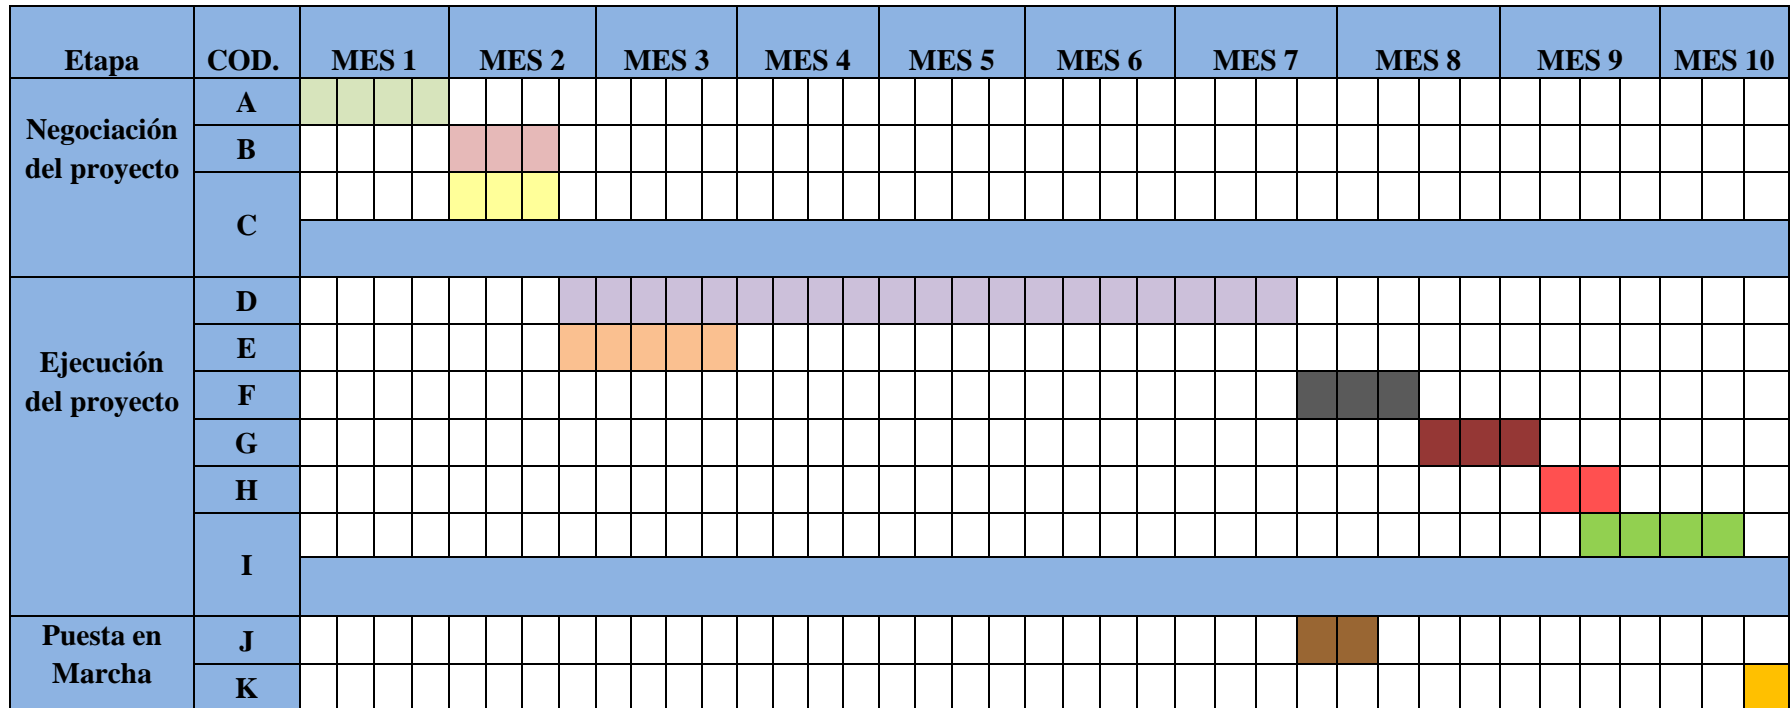 Etapa COD. MES 1 MES 2 MES 3 MES 4 MES 5 MES 6 MES 7 MES 8 MES 9 MES 10
Negociación
del proyecto
A
B
C
Ejecución
del proyecto
D
E
F
G
H
I
Puesta en
Marcha
J
K